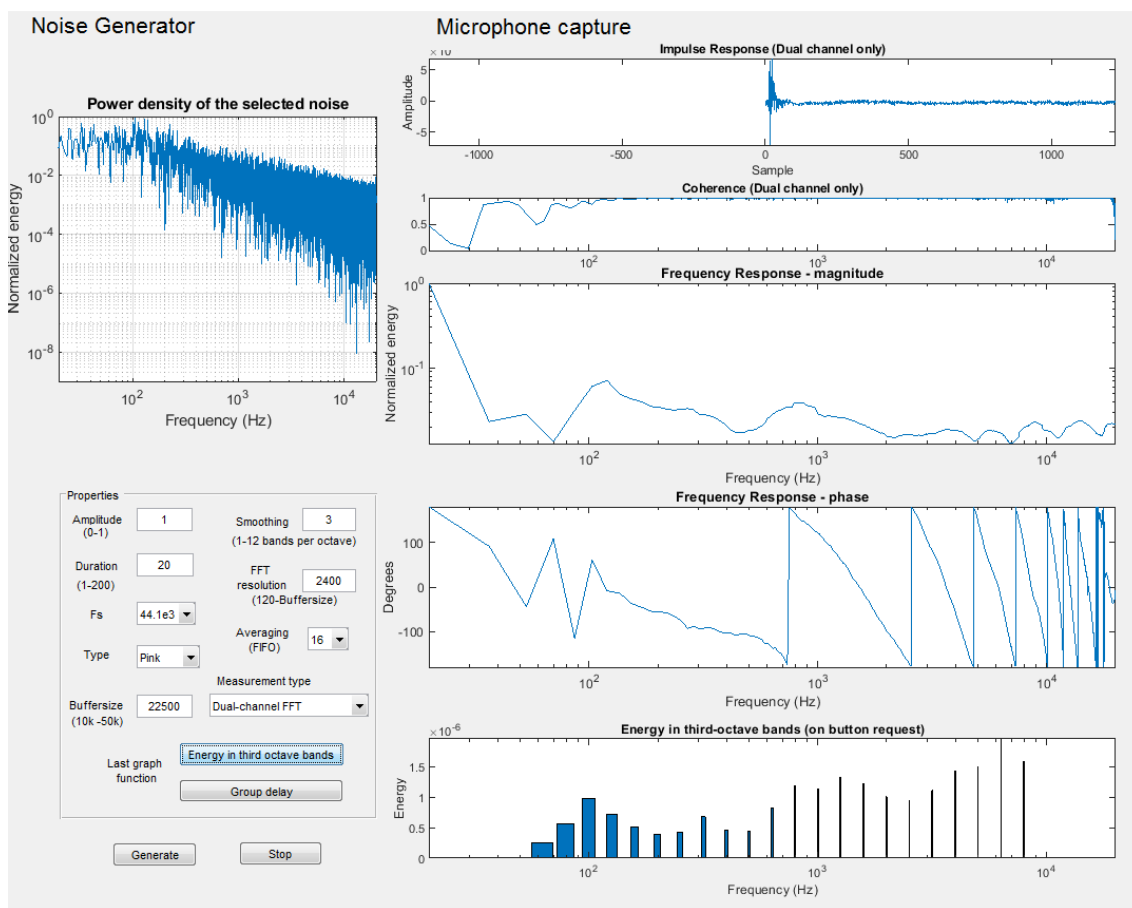 Noise Generator
Power density of the selected noise
10^0
10^-2
10^-4
10^-6
10^-8
Normalized energy
10^2
10^3
10^4
Frequency (Hz)
Properties
Amplitude
(0-1)
1
Smoothing
3
(1-12 bands per octave)
Duration
(1-200)
20
FFT
resolution
2400
(120-Buffersize)
Fs
44.1e3
Averaging
(FIFO)
16
Type
Pink
Measurement type
Buffersize
(10k -50k)
22500
Dual-channel FFT
Last graph
function
Energy in third octave bands
Group delay
Generate
Stop
Microphone capture
Impulse Response (Dual channel only)
5
0
-5
Amplitude
-1000
-500
0
500
1000
Sample
Coherence (Dual channel only)
1
0.5
0
10^2
10^3
10^4
Frequency Response - magnitude
10^0
10^-1
Normalized energy
10^2
10^3
10^4
Frequency (Hz)
Frequency Response - phase
100
0
-100
Degrees
10^2
10^3
10^4
Frequency (Hz)
×10^-6
Energy in third-octave bands (on button request)
1.5
1
0.5
0
Energy
10^2
10^3
10^4
Frequency (Hz)